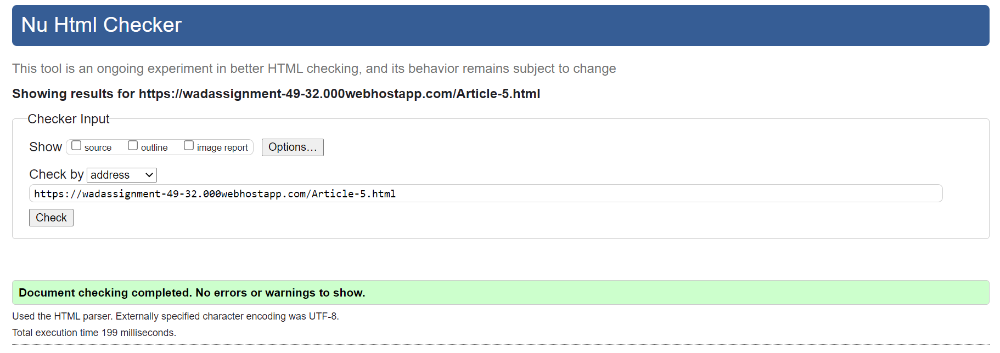 Nu Html Checker
This tool is an ongoing experiment in better HTML checking, and its behavior remains subject to change
Showing results for https://wadassignment-49-32.000webhostapp.com/Article-5.html
Checker Input
Show source outline image report Options...
Check by address
https://wadassignment-49-32.000webhostapp.com/Article-5.html
Check
Document checking completed. No errors or warnings to show.
Used the HTML parser. Externally specified character encoding was UTF-8.
Total execution time 199 milliseconds.